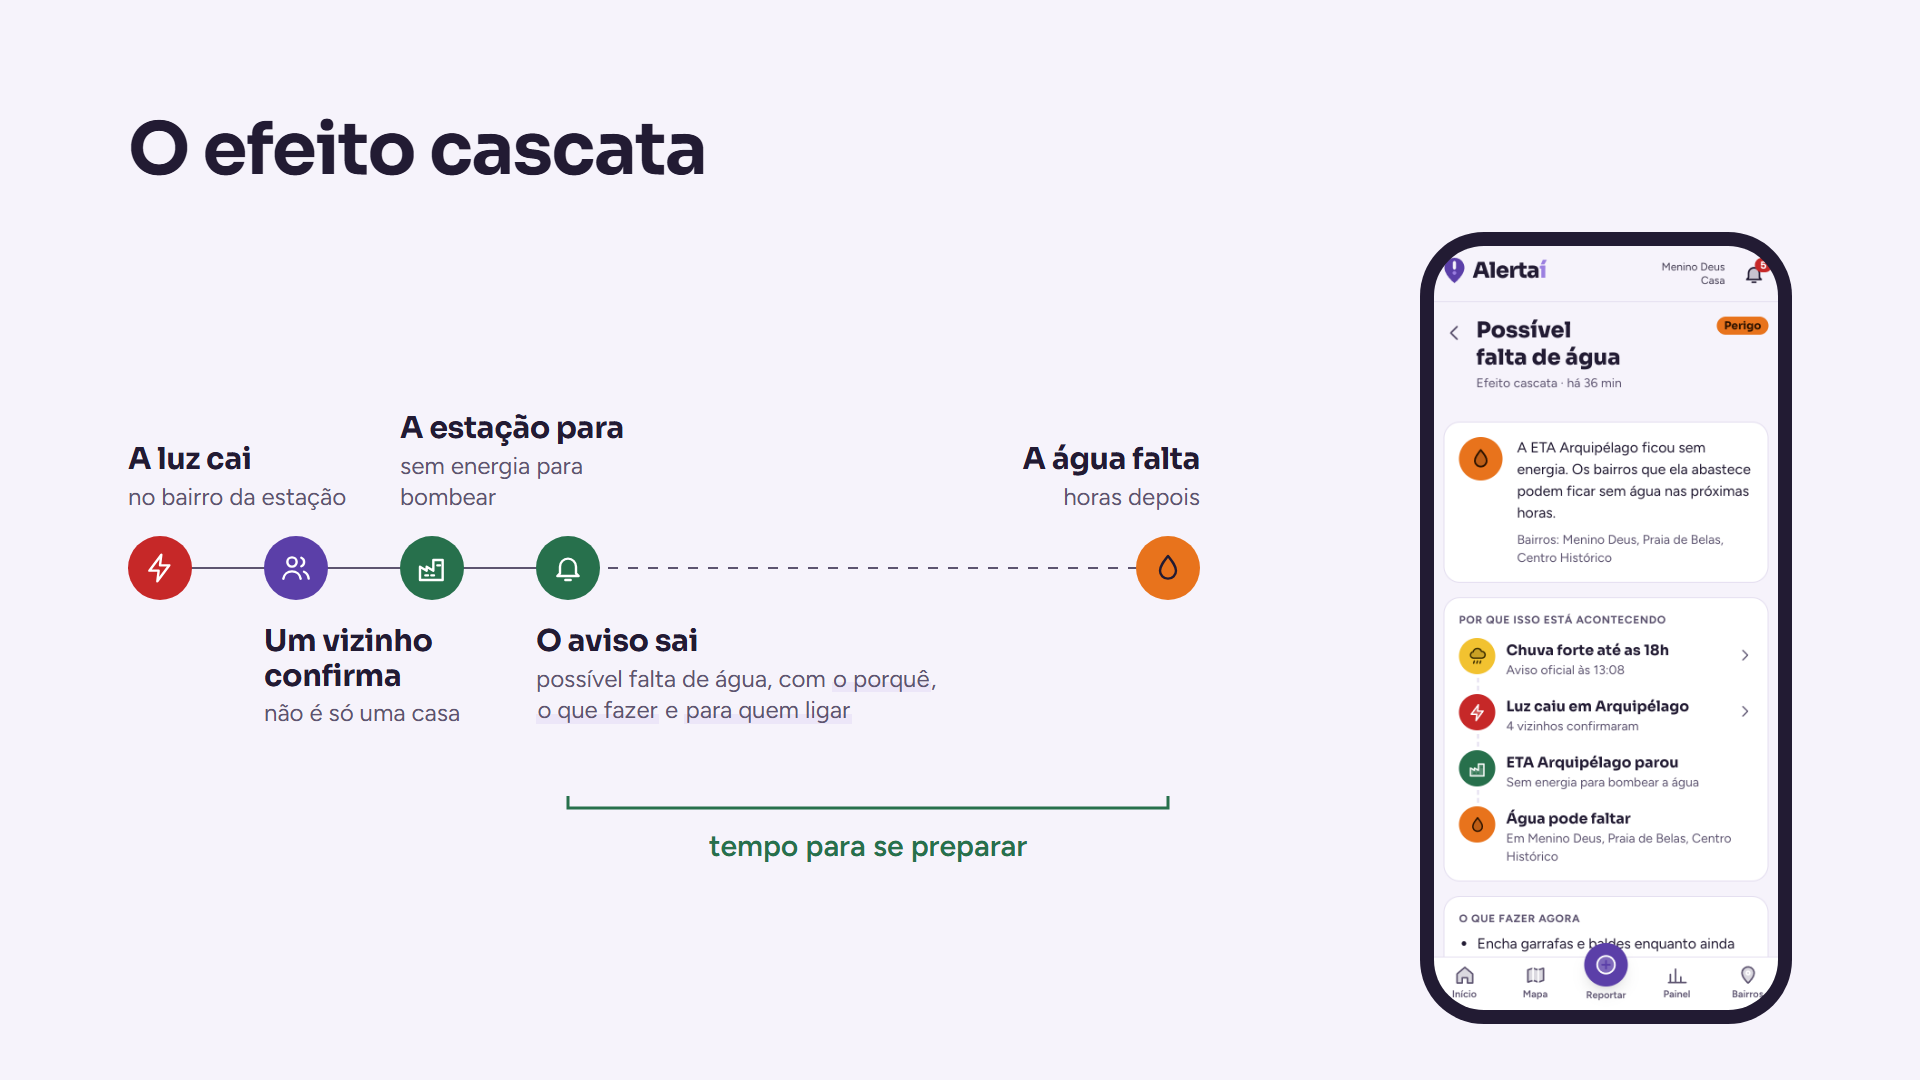 O efeito cascata
A luz cai
no bairro da estação
Um vizinho
confirma
não é só uma casa
A estação para
sem energia para
bombear
O aviso sai
possível falta de água, com o porquê,
o que fazer e para quem ligar
A água falta
horas depois
tempo para se preparar
Alertaí
Menino Deus
Casa
Possível
falta de água
Perigo
Efeito cascata · há 36 min
A ETA Arquipélago ficou sem
energia. Os bairros que ela abastece
podem ficar sem água nas próximas
horas.
Bairros: Menino Deus, Praia de Belas,
Centro Histórico
POR QUE ISSO ESTÁ ACONTECENDO
Chuva forte até as 18h
Aviso oficial às 13:08
Luz caiu em Arquipélago
4 vizinhos confirmaram
ETA Arquipélago parou
Sem energia para bombear a água
Água pode faltar
Em Menino Deus, Praia de Belas, Centro
Histórico
O QUE FAZER AGORA
• Encha garrafas e baldes enquanto ainda
Início
Mapa
Reportar
Painel
Bairros